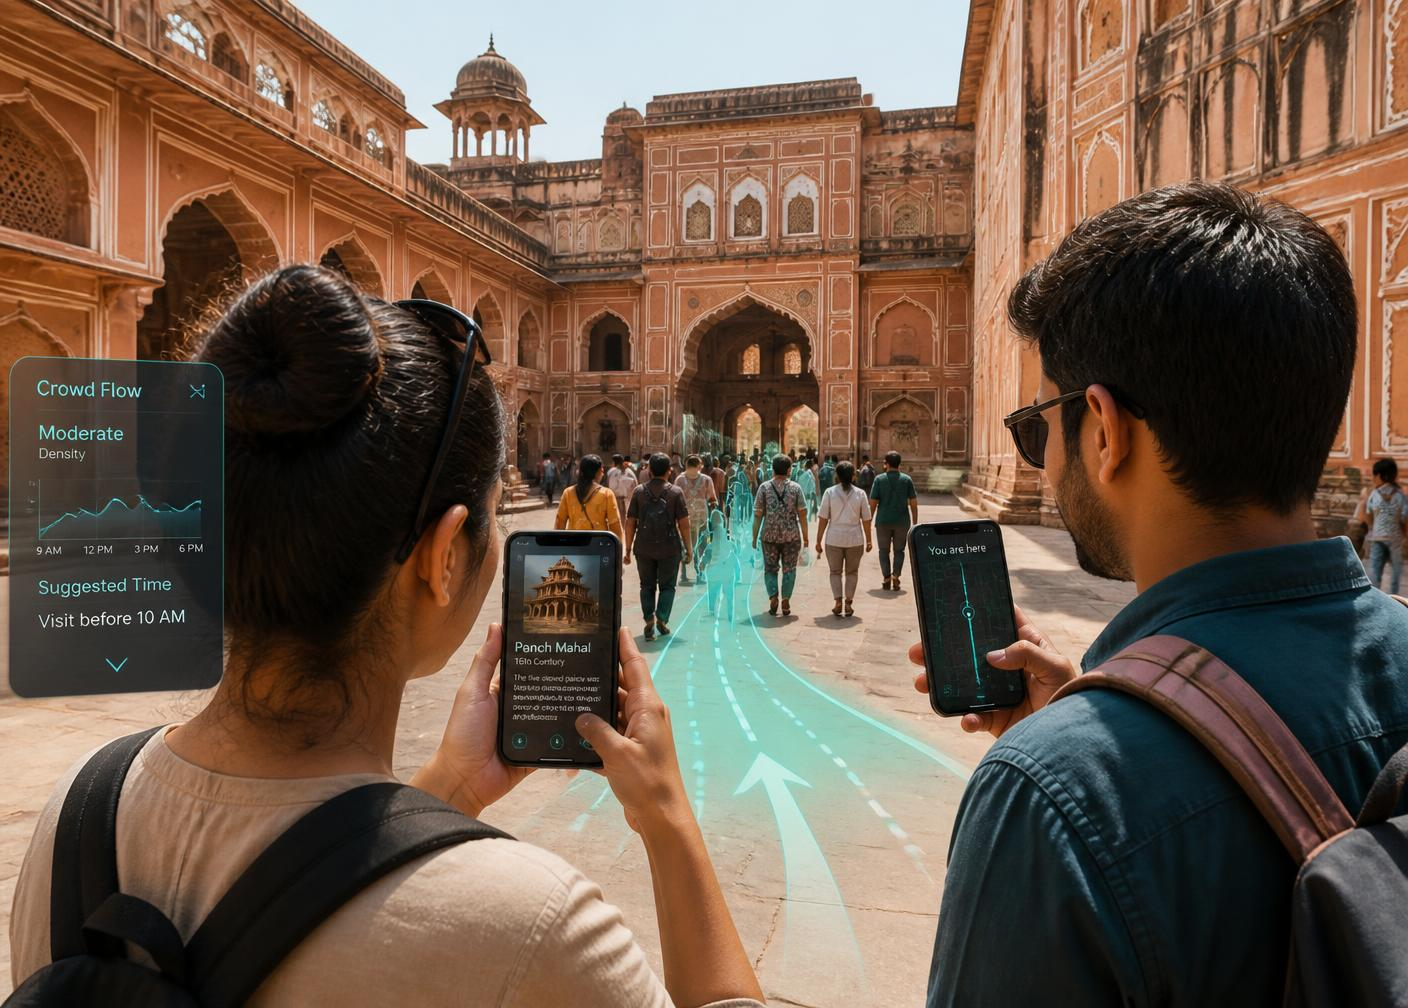 Crowd Flow
Moderate
Density
9 AM 12 PM 3 PM 6 PM
Suggested Time
Visit before 10 AM
Panch Mahal
16th Century
You are here